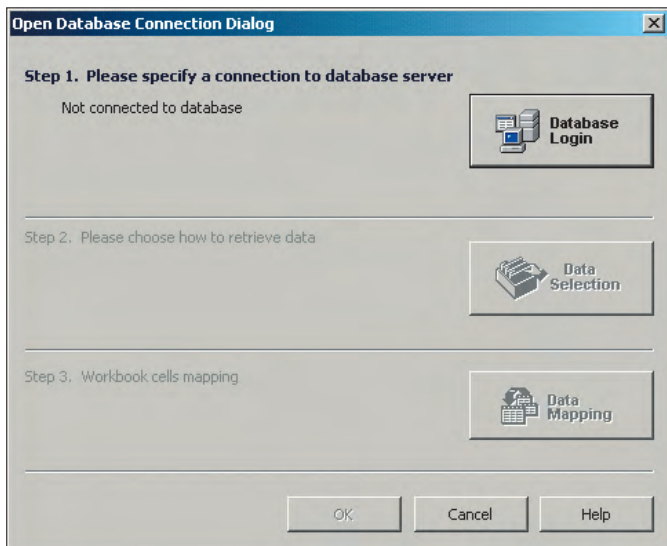 Open Database Connection Dialog
Step 1. Please specify a connection to database server
Not connected to database
Database
Login
Step 2. Please choose how to retrieve data
Data
Selection
Step 3. Workbook cells mapping
Data
Mapping
OK
Cancel
Help